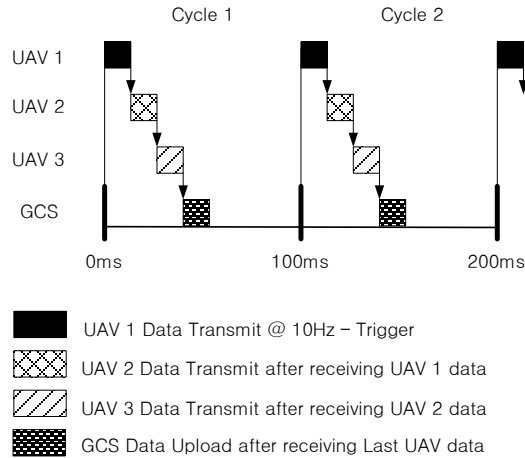 Cycle 1 Cycle 2
UAV 1
UAV 2
UAV 3
GCS
0ms 100ms 200ms
UAV 1 Data Transmit @ 10Hz – Trigger
UAV 2 Data Transmit after receiving UAV 1 data
UAV 3 Data Transmit after receiving UAV 2 data
GCS Data Upload after receiving Last UAV data